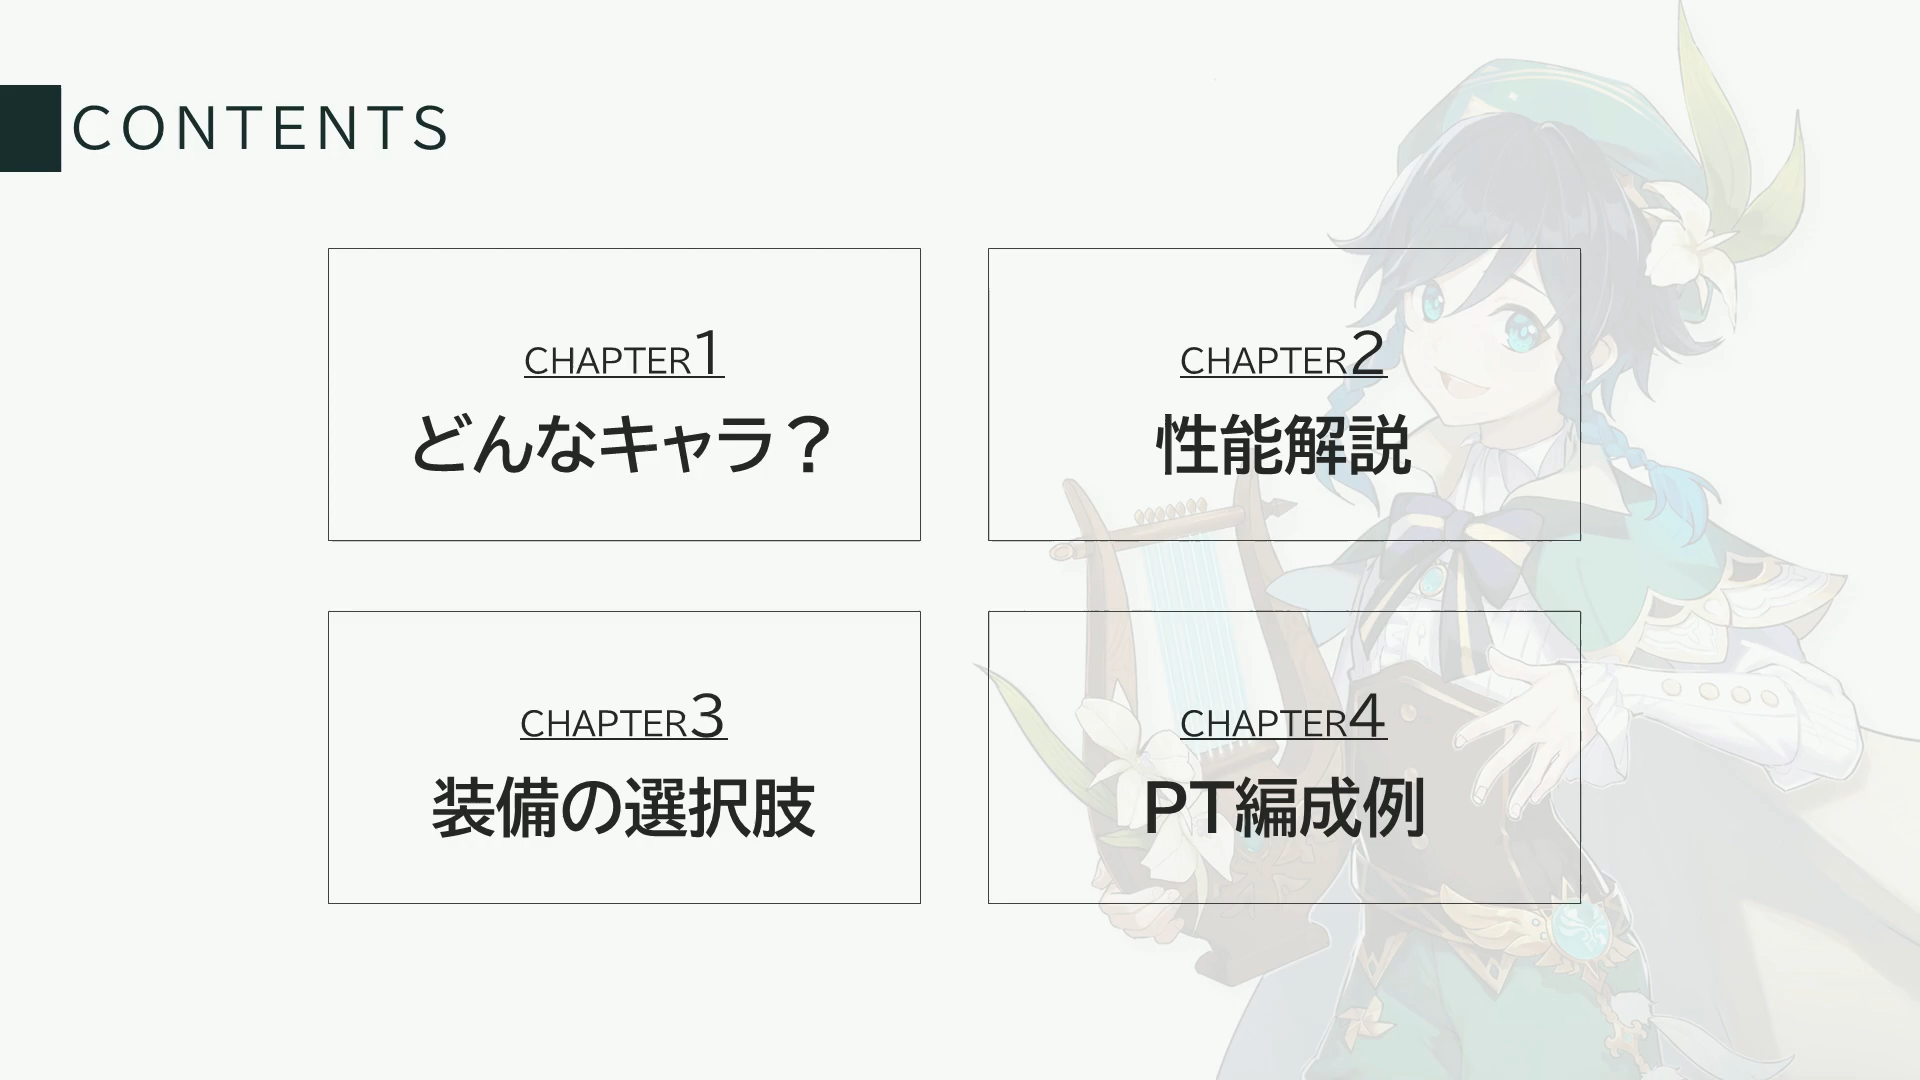 CONTENTS
CHAPTER1
どんなキャラ？
CHAPTER2
性能解説
CHAPTER3
装備の選択肢
CHAPTER4
PT編成例